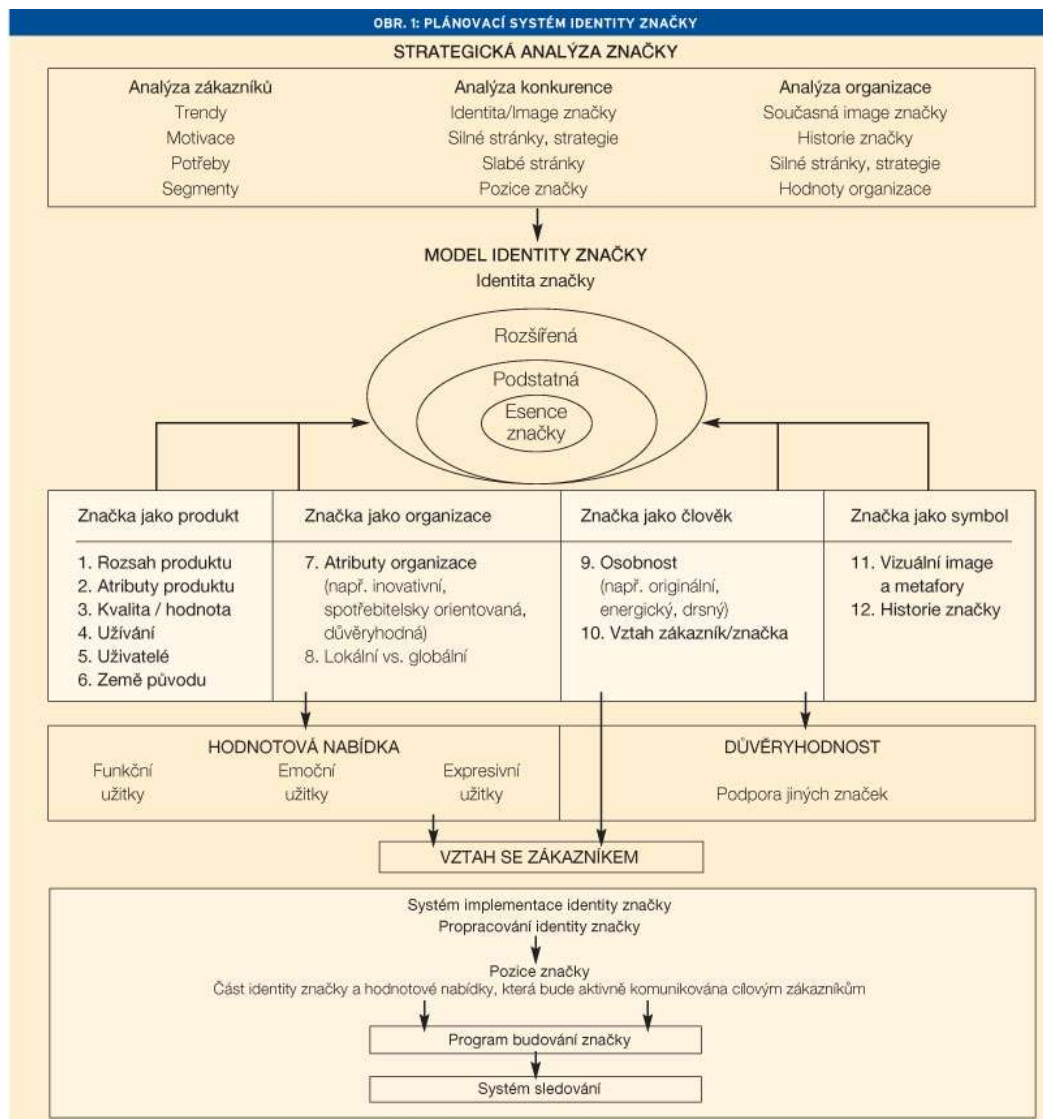 OBR. 1: PLÁNOVACÍ SYSTÉM IDENTITY ZNAČKY
STRATEGICKÁ ANALÝZA ZNAČKY
Analýza zákazníků
Trendy
Motivace
Potřeby
Segmenty
Analýza konkurence
Identita/Image značky
Silné stránky, strategie
Slabé stránky
Pozice značky
Analýza organizace
Současná image značky
Historie značky
Silné stránky, strategie
Hodnoty organizace
MODEL IDENTITY ZNAČKY
Identita značky
Rozšířená
Podstatná
Esence
značky
Značka jako produkt
1. Rozsah produktu
2. Atributy produktu
3. Kvalita / hodnota
4. Užívání
5. Uživatelé
6. Země původu
Značka jako organizace
7. Atributy organizace
(např. inovativní,
spotřebitelsky orientovaná,
důvěryhodná)
8. Lokální vs. globální
Značka jako člověk
9. Osobnost
(např. originální,
energický, drsný)
10. Vztah zákazník/značka
Značka jako symbol
11. Vizuální image
a metafory
12. Historie značky
HODNOTOVÁ NABÍDKA
Funkční
užitky
Emoční
užitky
Expresivní
užitky
DŮVĚRYHODNOST
Podpora jiných značek
VZTAH SE ZÁKAZNÍKEM
Systém implementace identity značky
Propracování identity značky
Pozice značky
Část identity značky a hodnotové nabídky, která bude aktivně komunikována cílovým zákazníkům
Program budování značky
Systém sledování